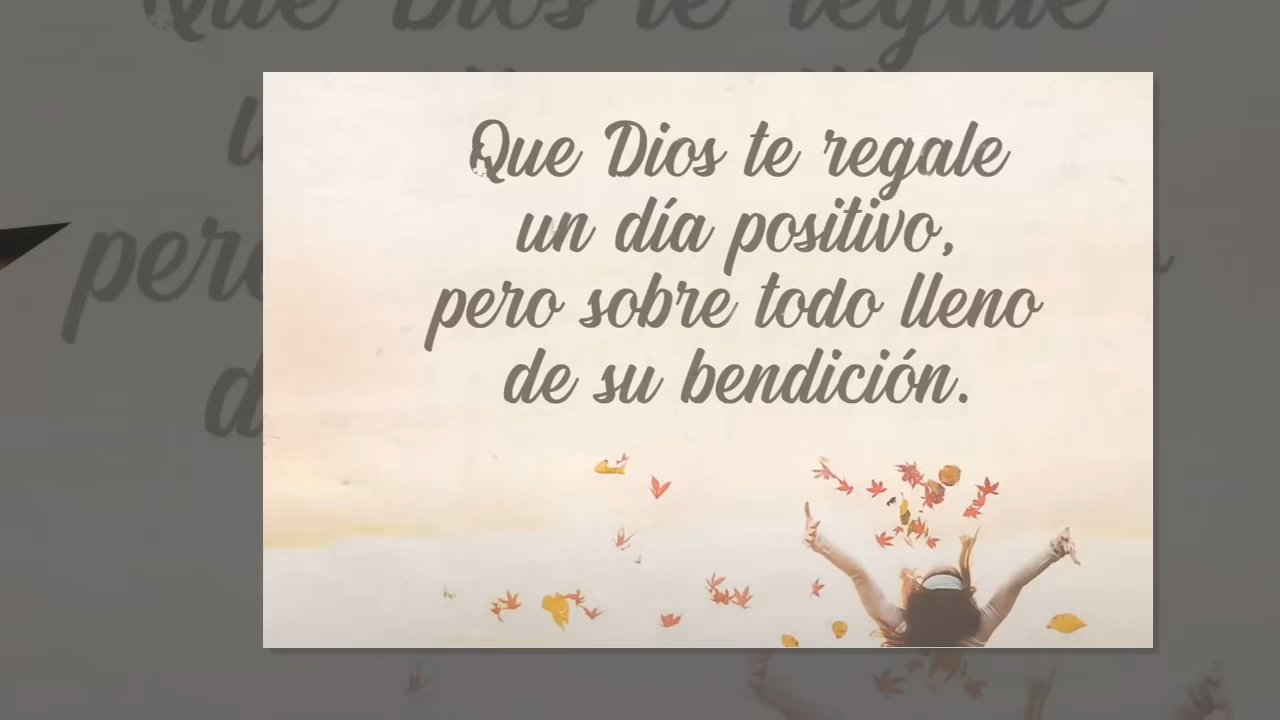 Que Dios te regale
un día positivo,
pero sobre todo lleno
de su bendición.